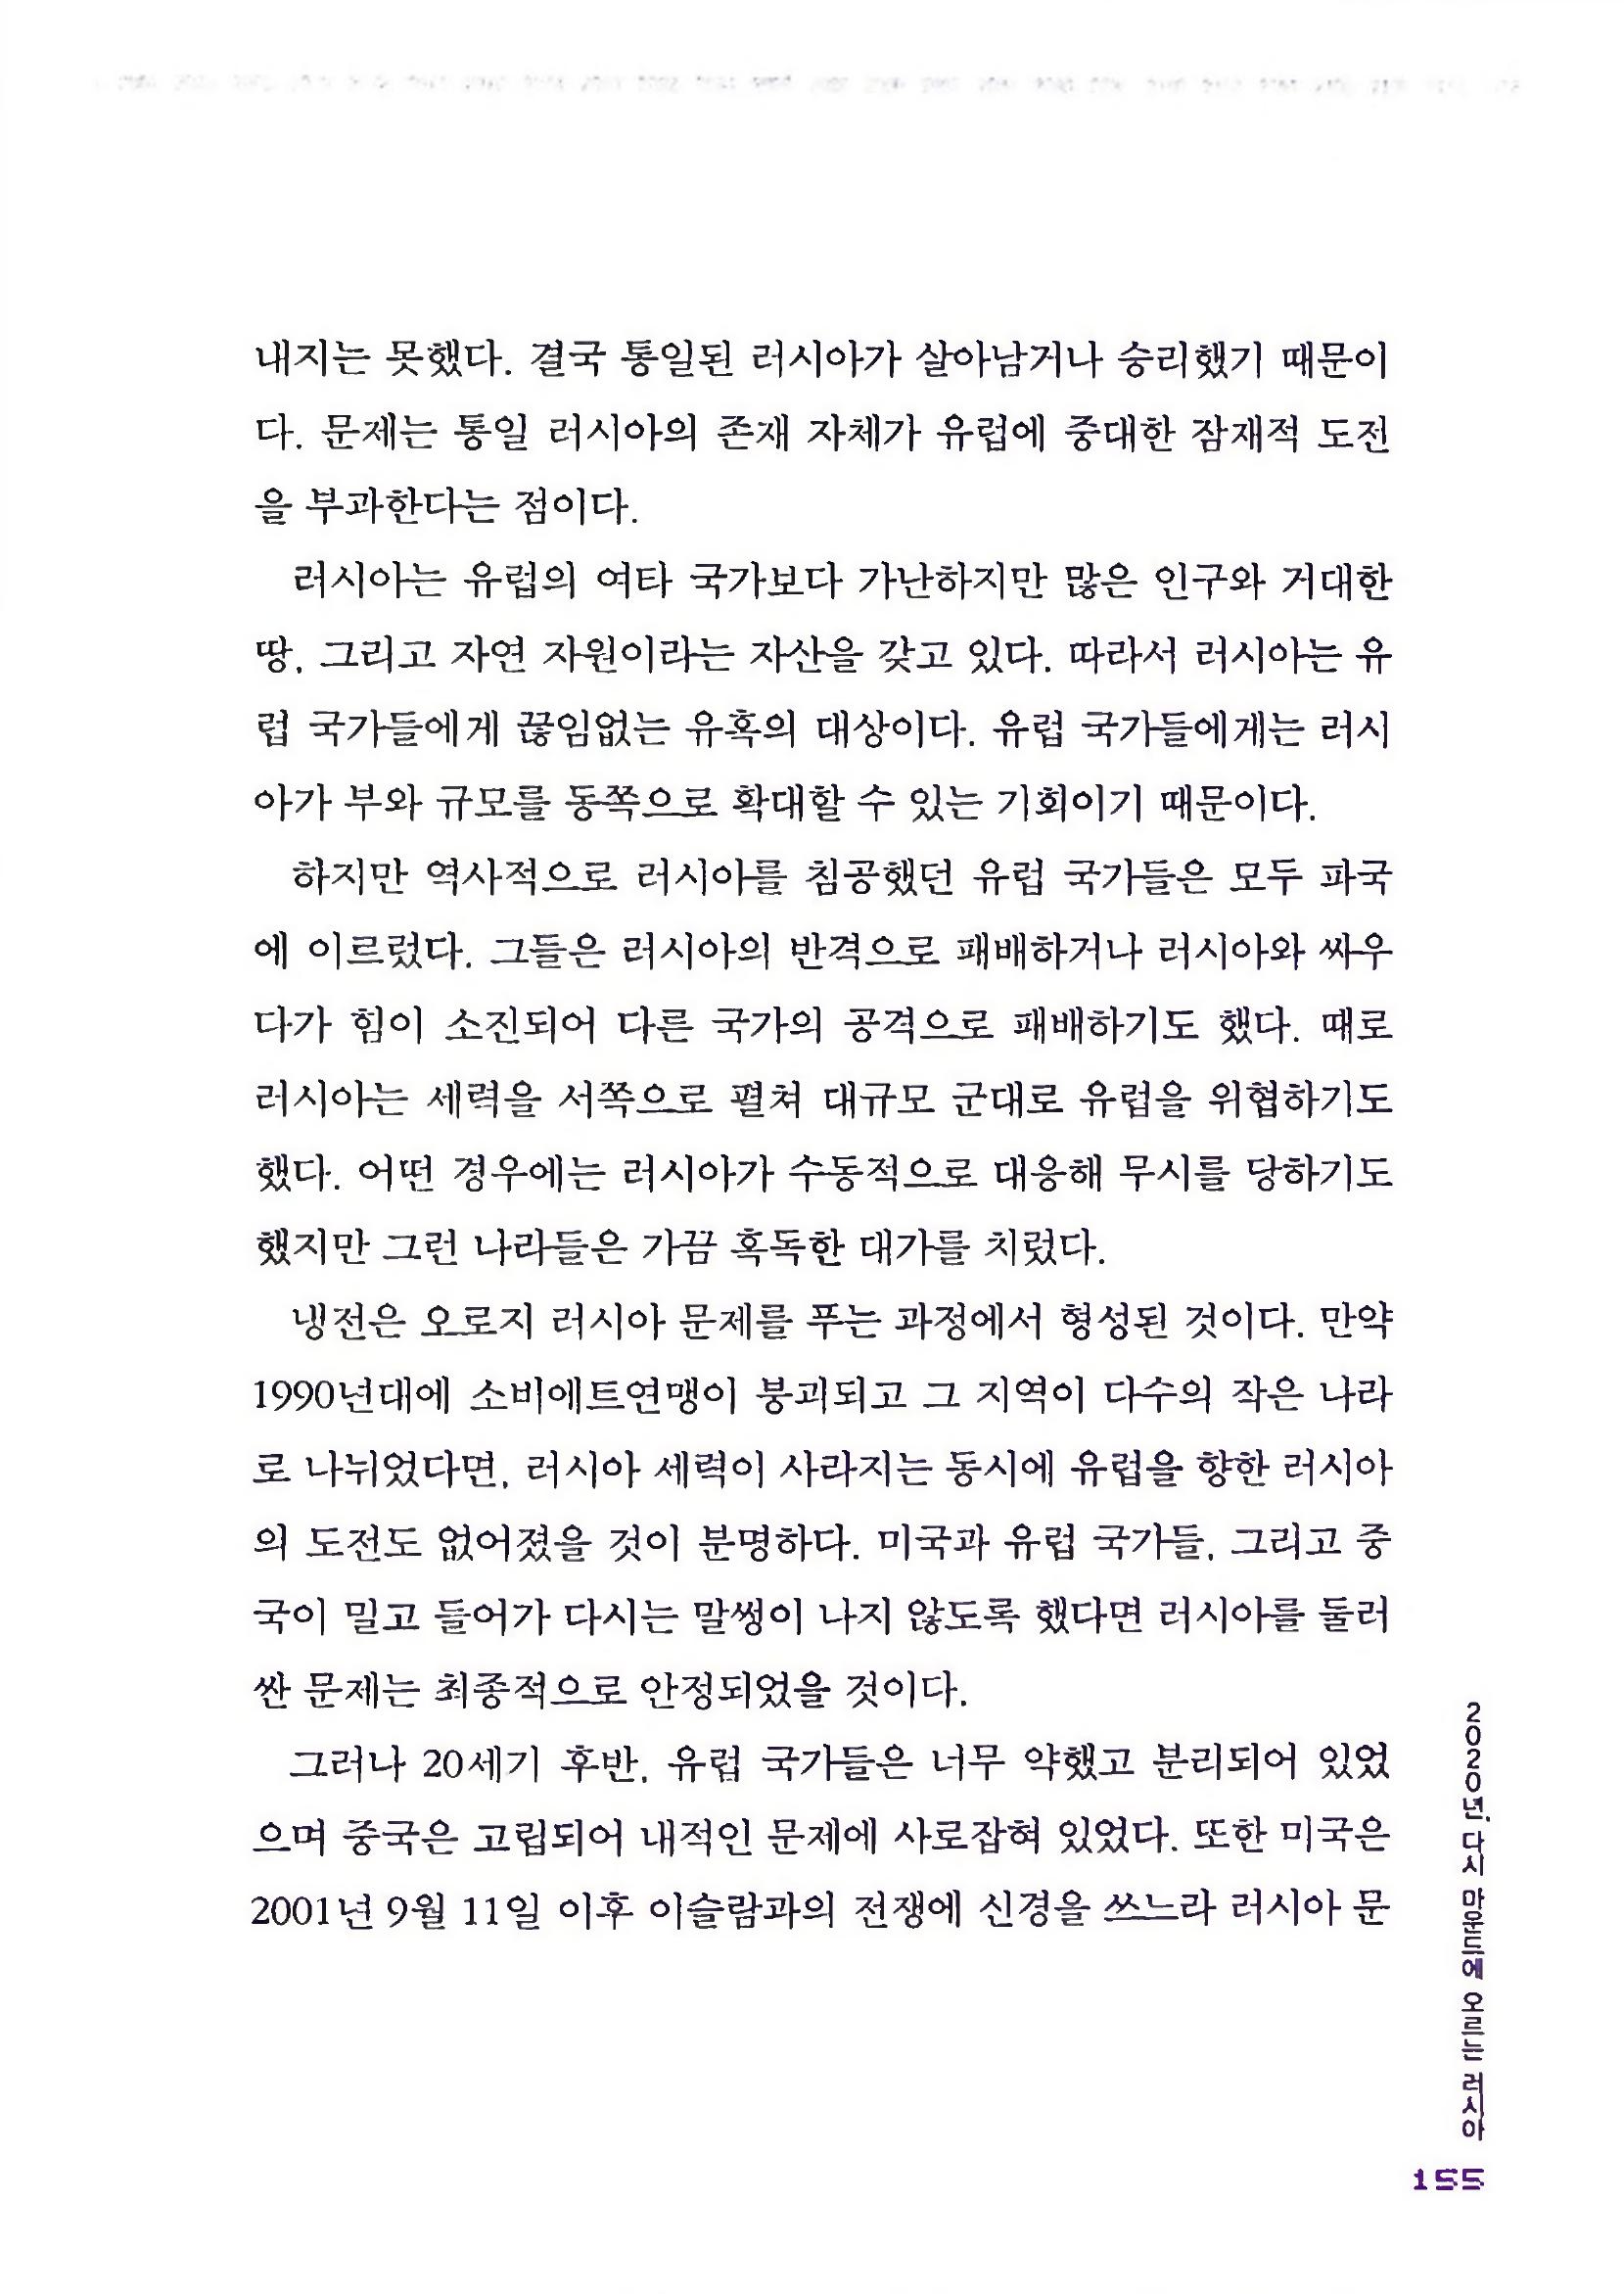 내지는 못했다. 결국 통일된 러시아가 살아남거나 승리했기 때문이
다. 문제는 통일 러시아의 존재 자체가 유럽에 중대한 잠재적 도전
을 부과한다는 점이다.
러시아는 유럽의 여타 국가보다 가난하지만 많은 인구와 거대한
땅, 그리고 자연 자원이라는 자산을 갖고 있다. 따라서 러시아는 유
럽 국가들에게 끊임없는 유혹의 대상이다. 유럽 국가들에게는 러시
아가 부와 규모를 동쪽으로 확대할 수 있는 기회이기 때문이다.
하지만 역사적으로 러시아를 침공했던 유럽 국가들은 모두 파국
에 이르렀다. 그들은 러시아의 반격으로 패배하거나 러시아와 싸우
다가 힘이 소진되어 다른 국가의 공격으로 패배하기도 했다. 때로
러시아는 세력을 서쪽으로 펼쳐 대규모 군대로 유럽을 위협하기도
했다. 어떤 경우에는 러시아가 수동적으로 대응해 무시를 당하기도
했지만 그런 나라들은 가끔 혹독한 대가를 치렀다.
냉전은 오로지 러시아 문제를 푸는 과정에서 형성된 것이다. 만약
1990년대에 소비에트연맹이 붕괴되고 그 지역이 다수의 작은 나라
로 나뉘었다면, 러시아 세력이 사라지는 동시에 유럽을 향한 러시아
의 도전도 없어졌을 것이 분명하다. 미국과 유럽 국가들, 그리고 중
국이 밀고 들어가 다시는 말썽이 나지 않도록 했다면 러시아를 둘러
싼 문제는 최종적으로 안정되었을 것이다.
그러나 20세기 후반, 유럽 국가들은 너무 약했고 분리되어 있었
으며 중국은 고립되어 내적인 문제에 사로잡혀 있었다. 또한 미국은
2001년 9월 11일 이후 이슬람과의 전쟁에 신경을 쓰느라 러시아 문
2020년, 다시 마운드에 오르는 러시아
155